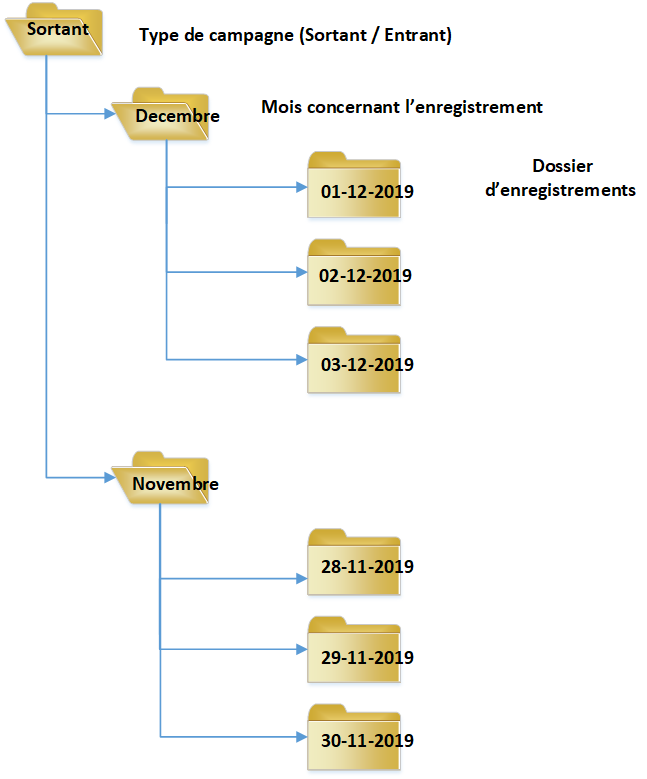 Sortant
Type de campagne (Sortant / Entrant)
Decembre
Mois concernant l’enregistrement
01-12-2019
Dossier
d’enregistrements
02-12-2019
03-12-2019
Novembre
28-11-2019
29-11-2019
30-11-2019